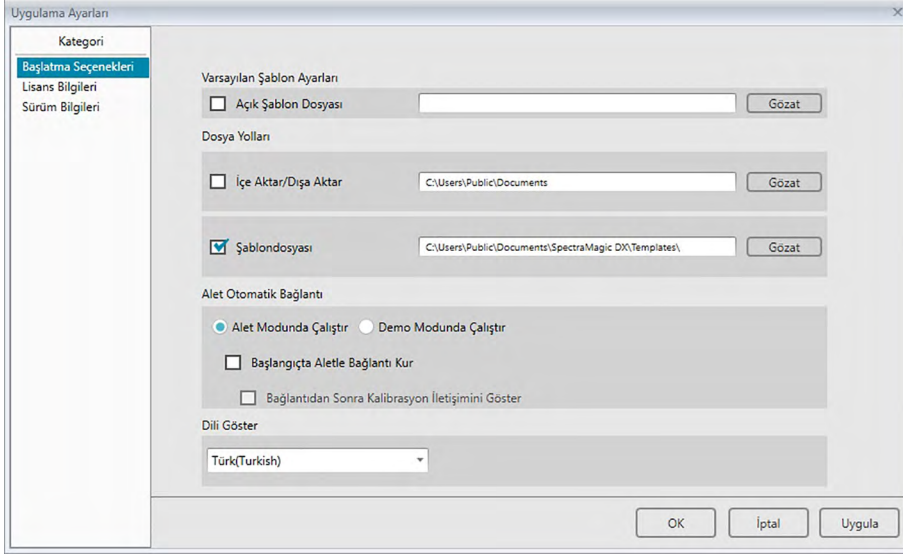 Uygulama Ayarları
Kategori
Başlatma Seçenekleri
Lisans Bilgileri
Sürüm Bilgileri
Varsayılan Şablon Ayarları
Açık Şablon Dosyası
Gözat
Dosya Yolları
İçe Aktar/Dışa Aktar
C:\Users\Public\Documents
Gözat
Şablondosyası
C:\Users\Public\Documents\SpectraMagic DX\Templates\
Gözat
Alet Otomatik Bağlantı
Alet Modunda Çalıştır Demo Modunda Çalıştır
Başlangıçta Aletle Bağlantı Kur
Bağlantıdan Sonra Kalibrasyon İletişimini Göster
Dili Göster
Türk(Turkish)
OK
İptal
Uygula